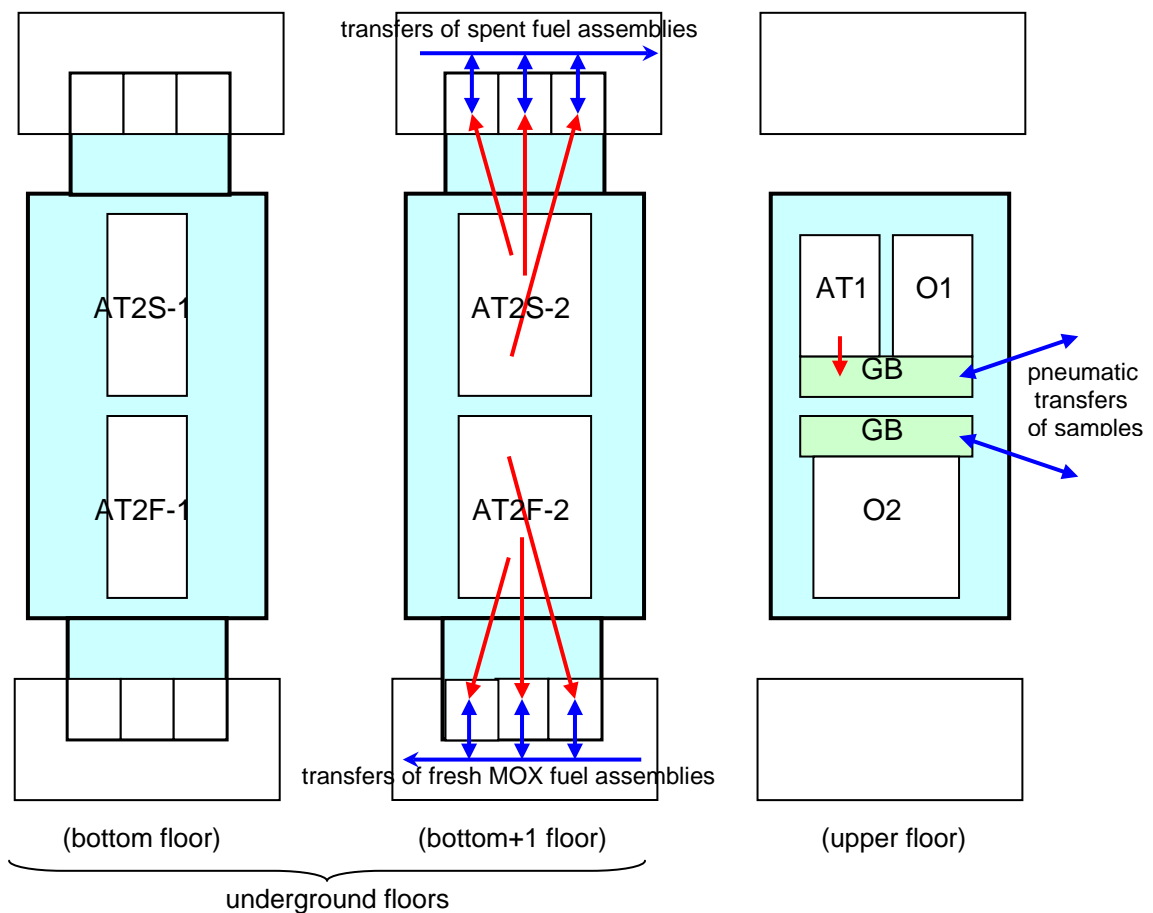 transfers of spent fuel assemblies
AT2S-1
AT2S-2
AT1
O1
GB
pneumatic
transfers
of samples
GB
AT2F-1
AT2F-2
O2
transfers of fresh MOX fuel assemblies
(bottom floor)
(bottom+1 floor)
(upper floor)
underground floors